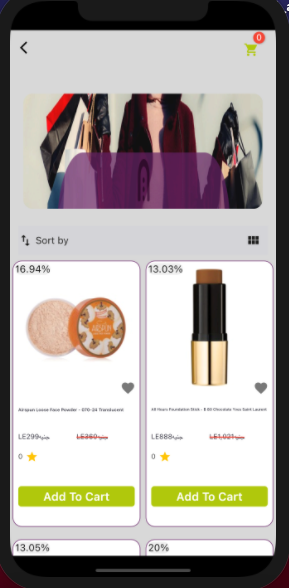 0
Sort by
16.94%
13.03%
Airspun Loose Face Powder - 070-24 Translucent
All Hours Foundation Stick - B 80 Chocolate Yves Saint Laurent
LE299جنيه LE360جنيه
LE888جنيه LE1,021جنيه
0
0
Add To Cart
Add To Cart
13.05%
20%